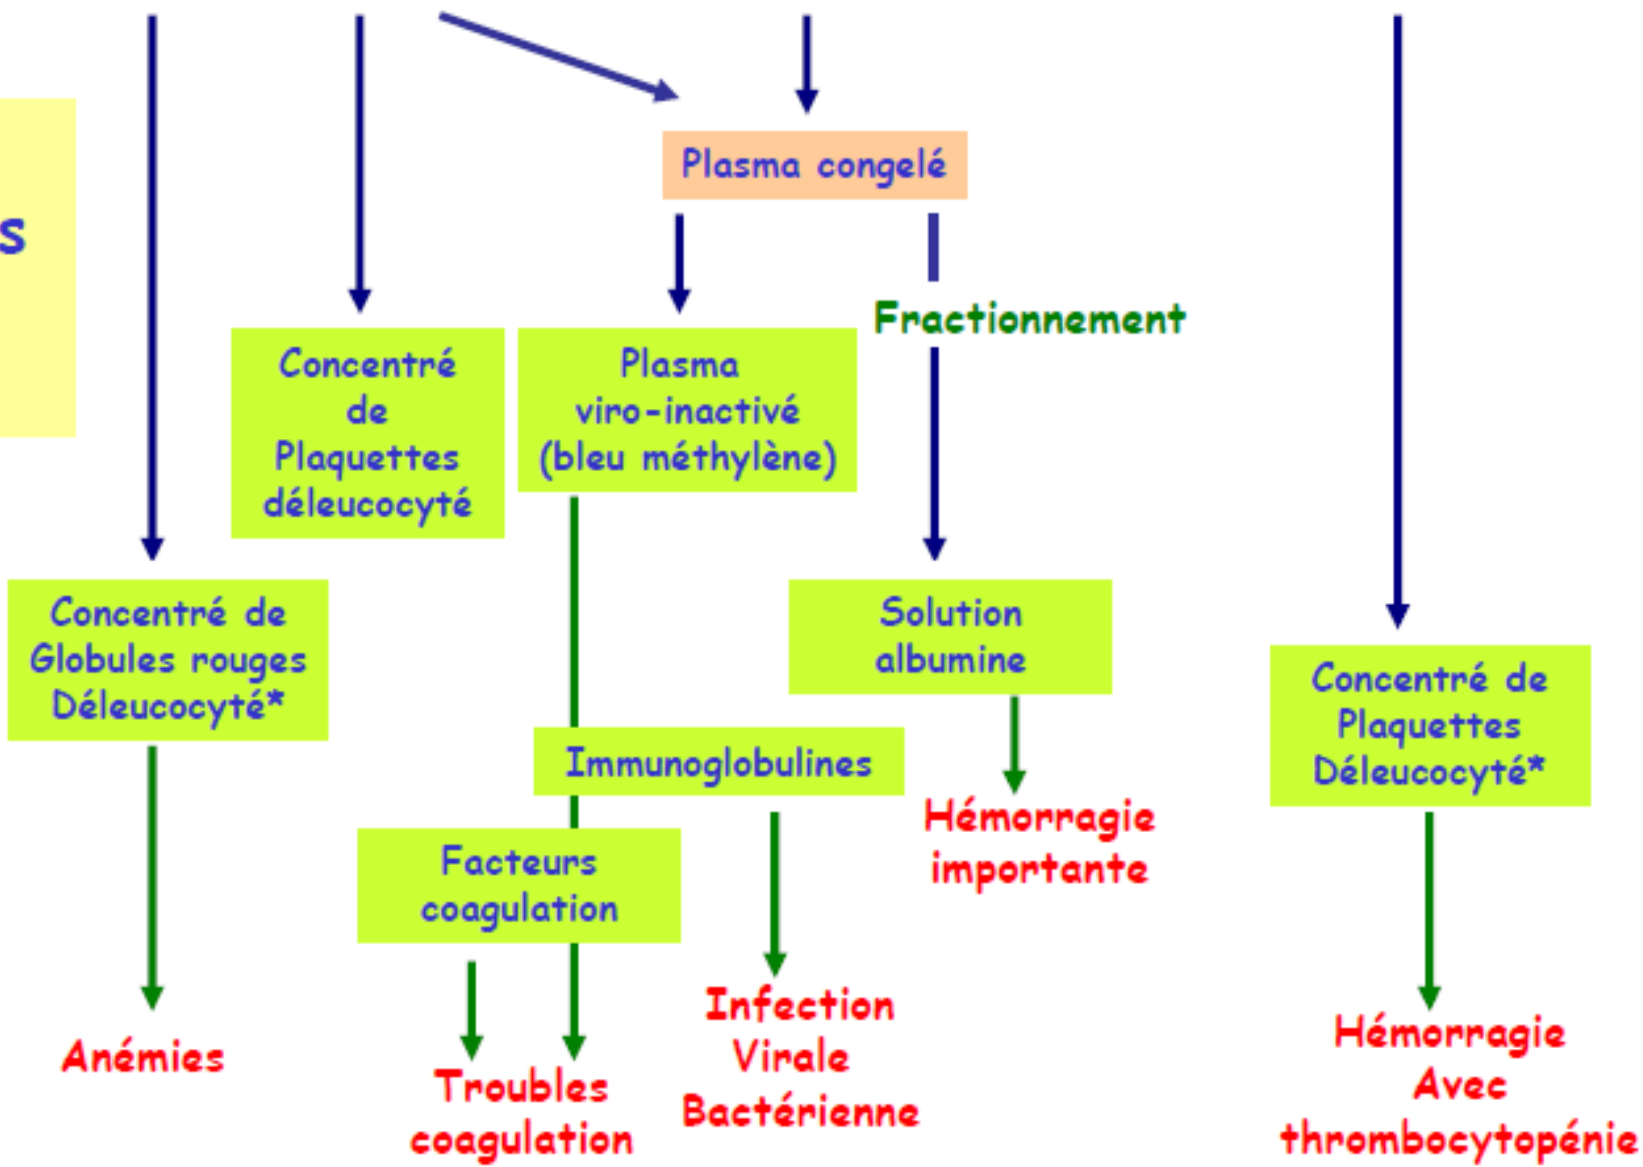 Plasma congelé
s
Fractionnement
Concentré
de
Plaquettes
déleucocyté
Plasma
viro-inactivé
(bleu méthylène)
Concentré de
Globules rouges
Déleucocyté*
Solution
albumine
Concentré de
Plaquettes
Déleucocyté*
Immunoglobulines
Facteurs
coagulation
Hémorragie
importante
Anémies
Troubles
coagulation
Infection
Virale
Bactérienne
Hémorragie
Avec
thrombocytopénie